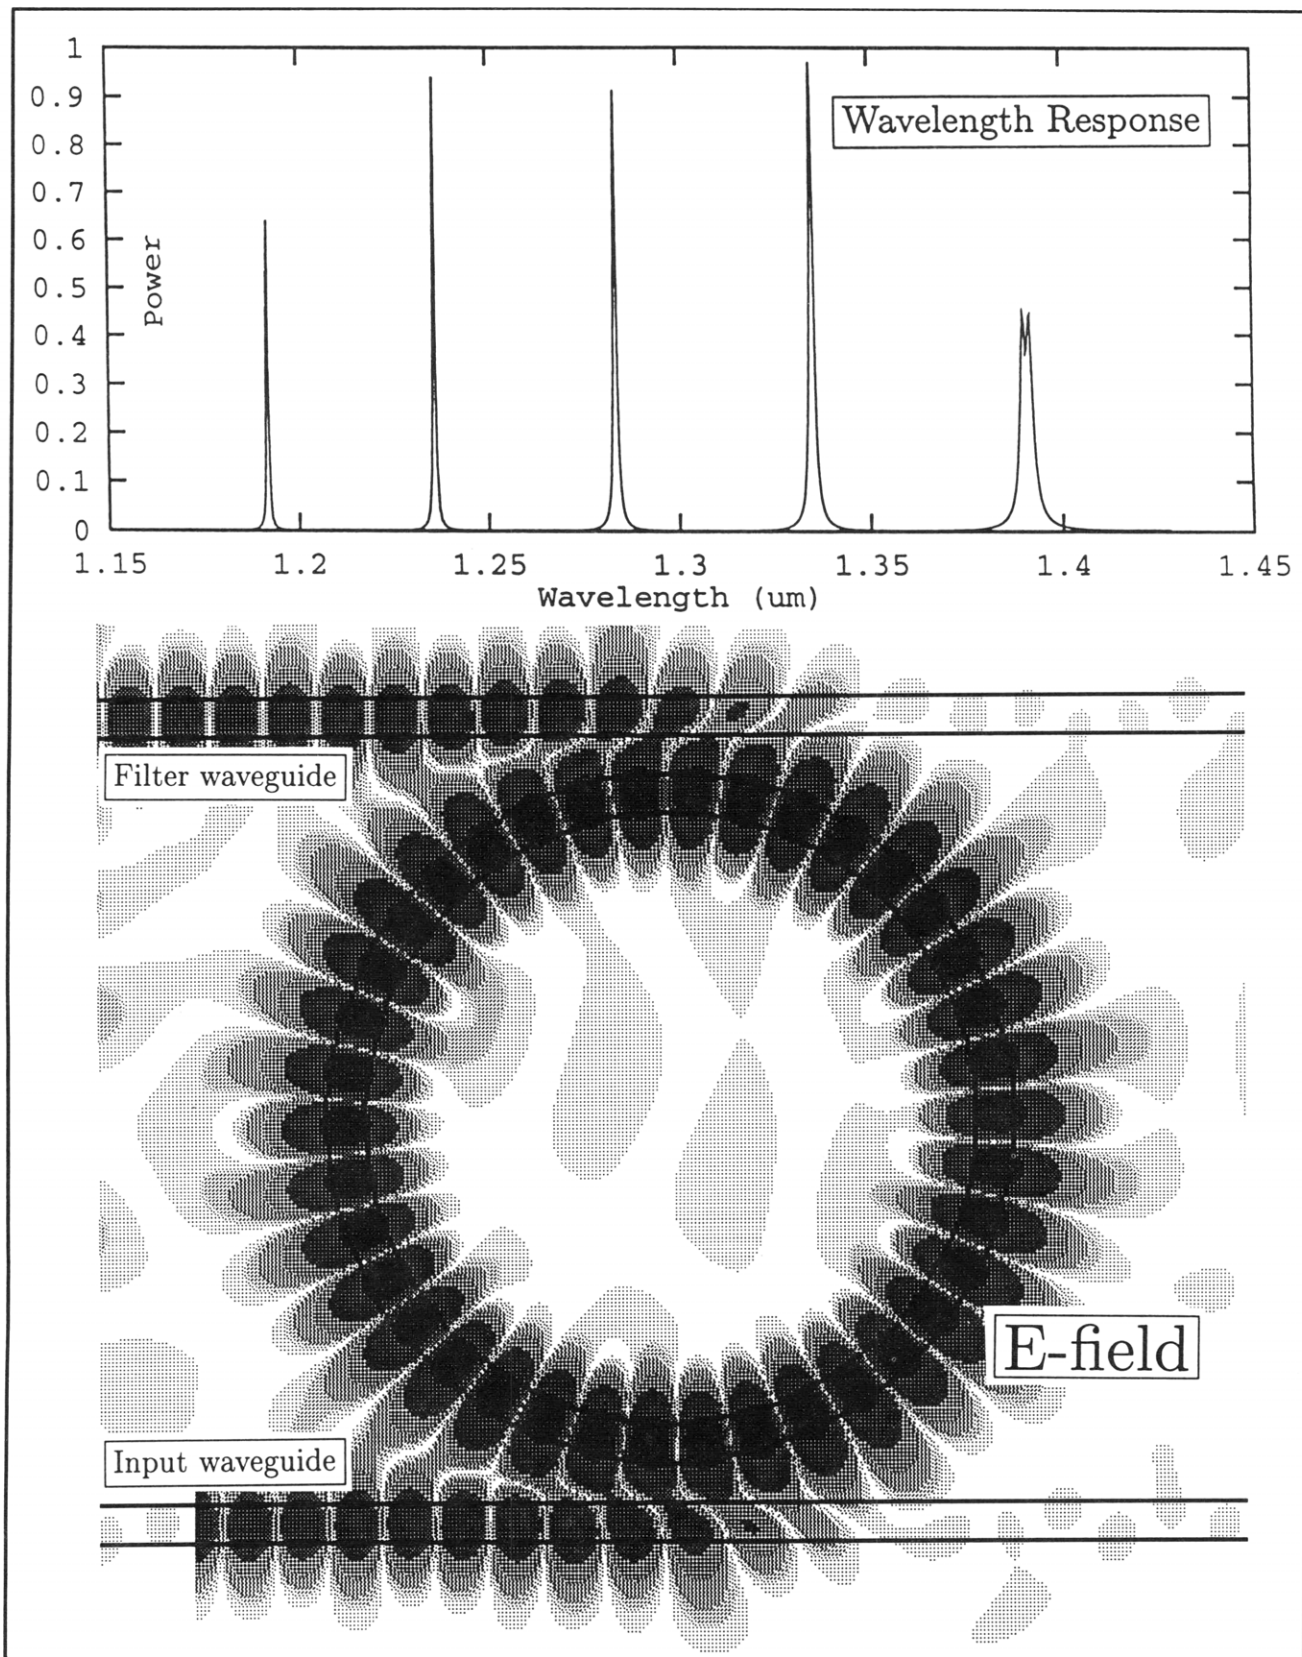 1
0.9
0.8
0.7
0.6
0.5
0.4
0.3
0.2
0.1
0
Power
Wavelength Response
1.15 1.2 1.25 1.3 1.35 1.4 1.45
Wavelength (um)
Filter waveguide
E-field
Input waveguide